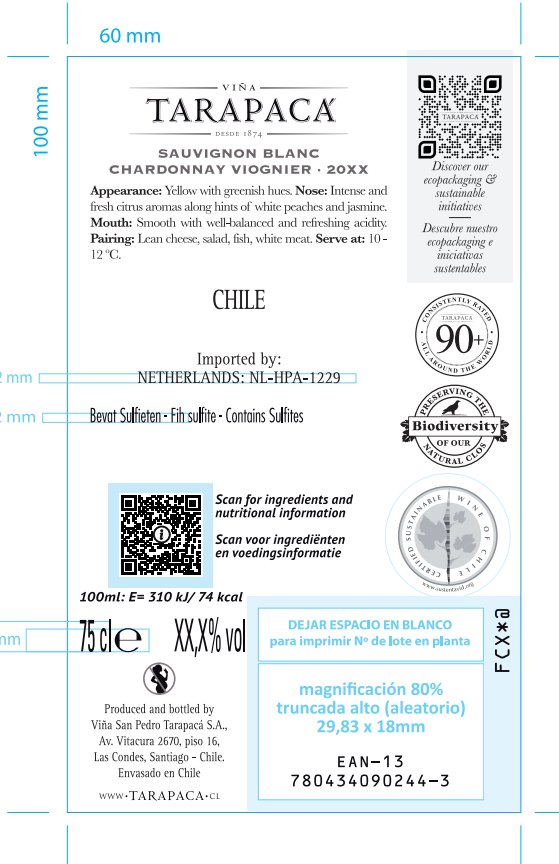 60 mm
100 mm
VIÑA
TARAPACÁ
DESDE 1874
SAUVIGNON BLANC
CHARDONNAY VIOGNIER · 20XX
Appearance: Yellow with greenish hues. Nose: Intense and
fresh citrus aromas along hints of white peaches and jasmine.
Mouth: Smooth with well-balanced and refreshing acidity.
Pairing: Lean cheese, salad, fish, white meat. Serve at: 10 -
12 ºC.
TARAPACÁ
Discover our
ecopackaging &
sustainable
initiatives
Descubre nuestro
ecopackaging e
iniciativas
sustentables
CHILE
CONSISTENTLY RATED
TARAPACÁ
90+
ALL AROUND THE WORLD
Imported by:
2 mm
NETHERLANDS: NL-HPA-1229
2 mm
Bevat Sulfieten - Fih sulfite - Contains Sulfites
PRESERVING THE
Biodiversity
OF OUR
NATURAL CLOS
Scan for ingredients and
nutritional information
Scan voor ingrediënten
en voedingsinformatie
CERTIFIED SUSTAINABLE WINE OF CHILE
www.sustentavid.org
100ml: E= 310 kJ/ 74 kcal
mm
75 cl e XX,X% vol
DEJAR ESPACIO EN BLANCO
para imprimir Nº de lote en planta
FCX*@
magnificación 80%
truncada alto (aleatorio)
29,83 x 18mm
EAN-13
780434090244-3
Produced and bottled by
Viña San Pedro Tarapacá S.A.,
Av. Vitacura 2670, piso 16,
Las Condes, Santiago - Chile.
Envasado en Chile
WWW·TARAPACA·CL